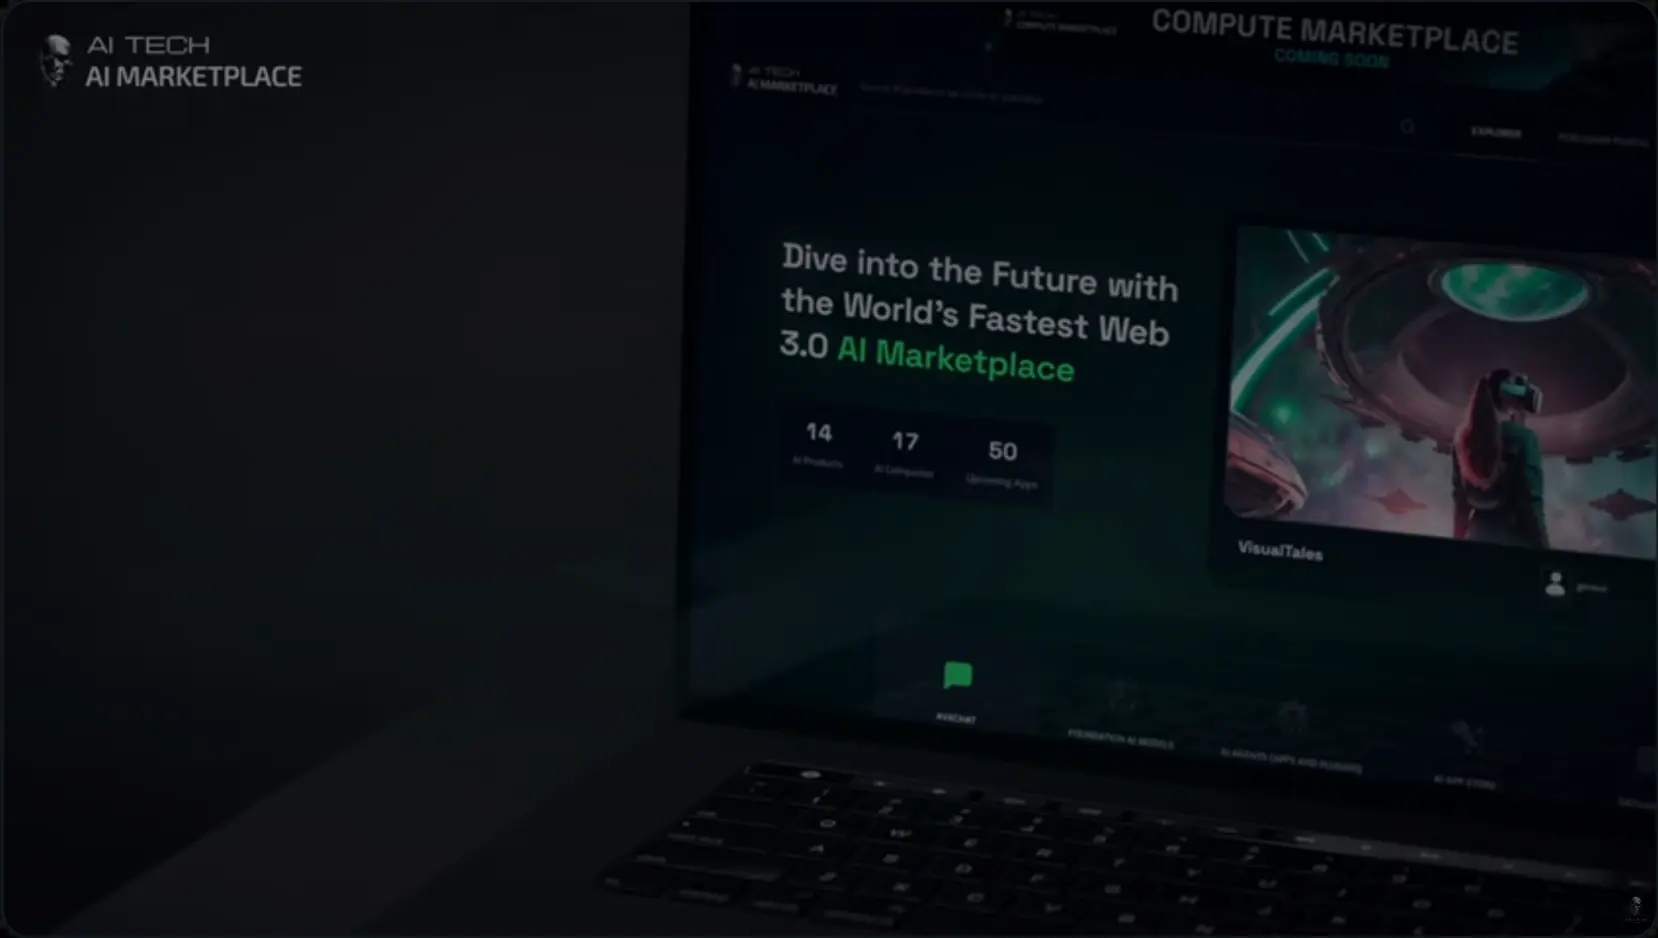 AI TECH
AI MARKETPLACE
COMPUTE MARKETPLACE
COMPUTE MARKETPLACE
COMING SOON
AI TECH
AI MARKETPLACE
EXPLORER
Dive into the Future with
the World's Fastest Web
3.0 AI Marketplace
14 17 50
AI Products AI Companies Upcoming Apps
VisualTales
FOUNDATION AI MODELS
AI AGENTS (APPS AND PLUGINS)
AI APP STORE